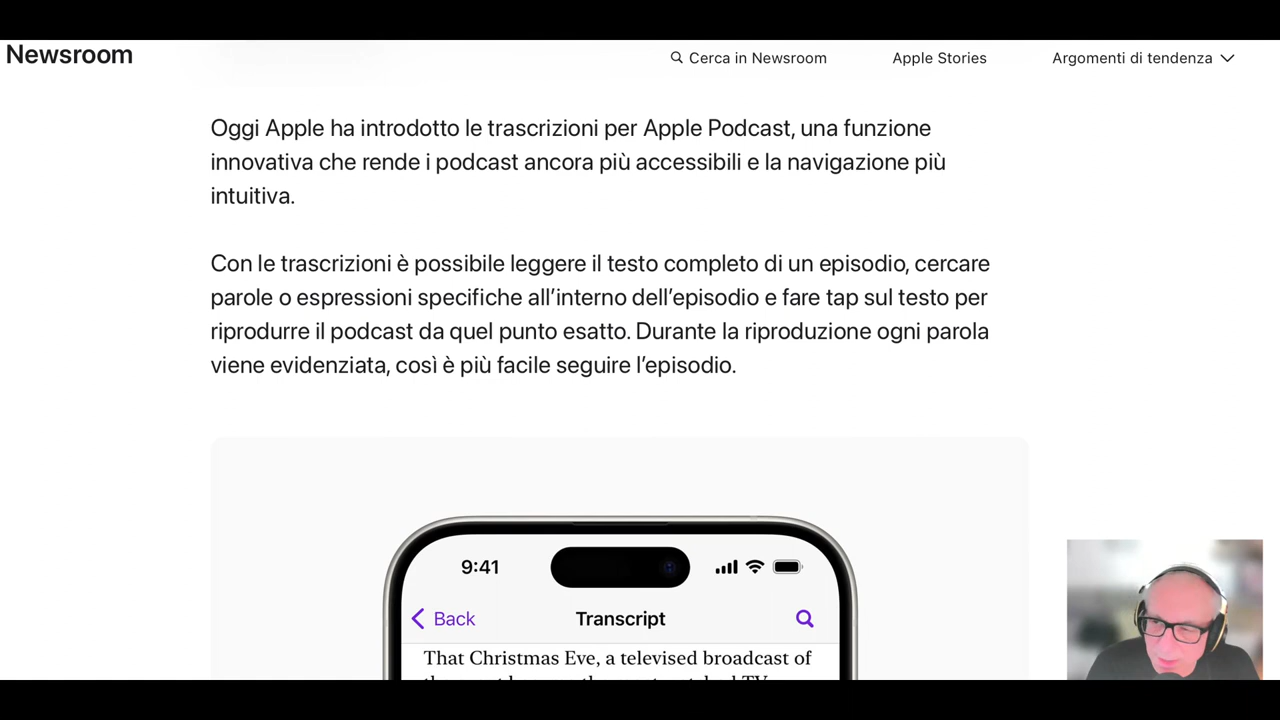 Newsroom
Cerca in Newsroom
Apple Stories
Argomenti di tendenza
Oggi Apple ha introdotto le trascrizioni per Apple Podcast, una funzione
innovativa che rende i podcast ancora più accessibili e la navigazione più
intuitiva.
Con le trascrizioni è possibile leggere il testo completo di un episodio, cercare
parole o espressioni specifiche all’interno dell’episodio e fare tap sul testo per
riprodurre il podcast da quel punto esatto. Durante la riproduzione ogni parola
viene evidenziata, così è più facile seguire l’episodio.
9:41
Back
Transcript
That Christmas Eve, a televised broadcast of